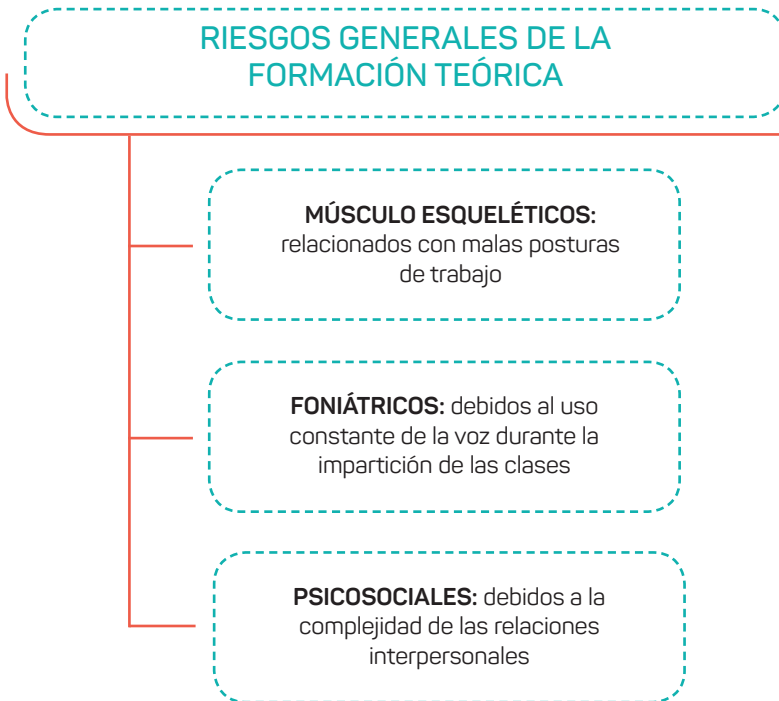 RIESGOS GENERALES DE LA
FORMACIÓN TEÓRICA
MÚSCULO ESQUELÉTICOS:
relacionados con malas posturas
de trabajo
FONIÁTRICOS: debidos al uso
constante de la voz durante la
impartición de las clases
PSICOSOCIALES: debidos a la
complejidad de las relaciones
interpersonales